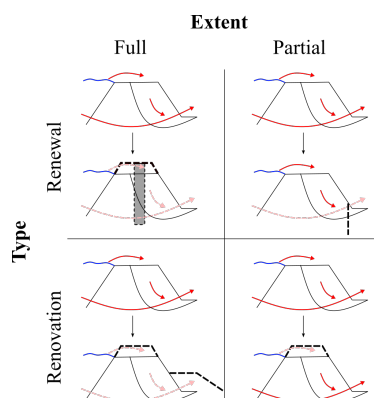 Extent
Full
Partial
Type
Renewal
Renovation